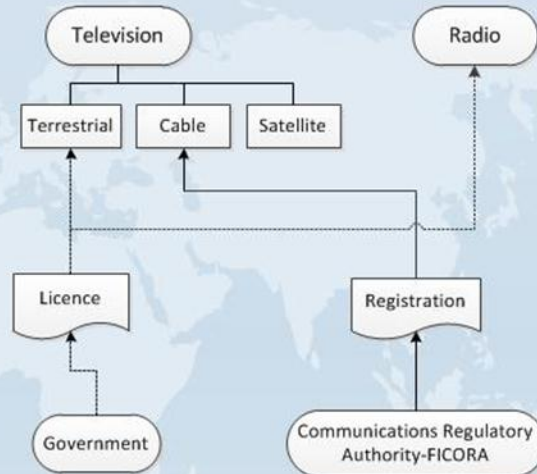 Television
Radio
Terrestrial
Cable
Satellite
Licence
Registration
Government
Communications Regulatory
Authority-FICORA